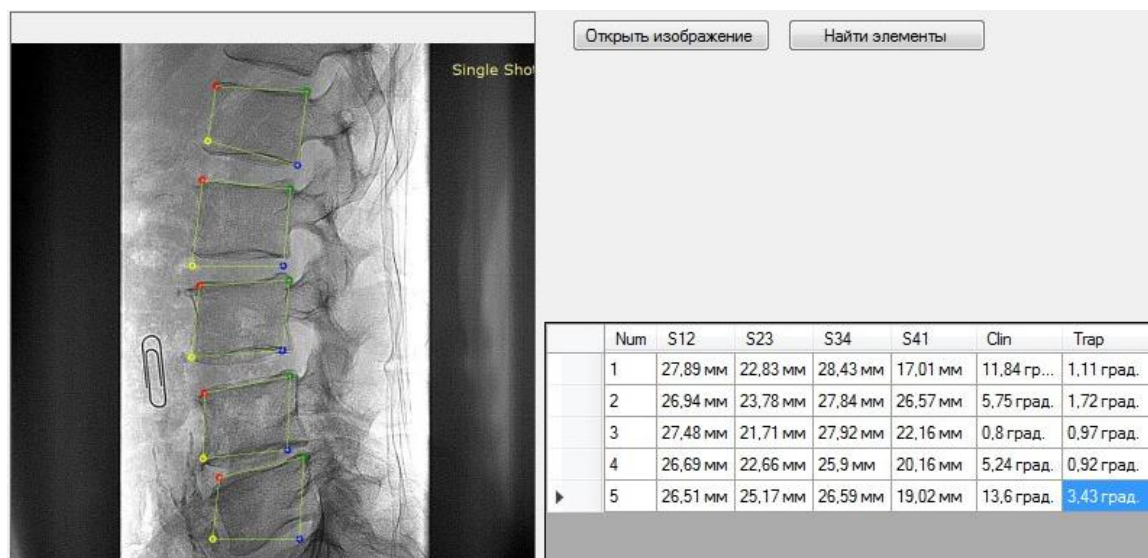 Открыть изображение
Найти элементы
Single Sho
Num S12 S23 S34 S41 Clin Trap
1 27,89 мм 22,83 мм 28,43 мм 17,01 мм 11,84 гр... 1,11 град.
2 26,94 мм 23,78 мм 27,84 мм 26,57 мм 5,75 град. 1,72 град.
3 27,48 мм 21,71 мм 27,92 мм 22,16 мм 0,8 град. 0,97 град.
4 26,69 мм 22,66 мм 25,9 мм 20,16 мм 5,24 град. 0,92 град.
5 26,51 мм 25,17 мм 26,59 мм 19,02 мм 13,6 град. 3,43 град.